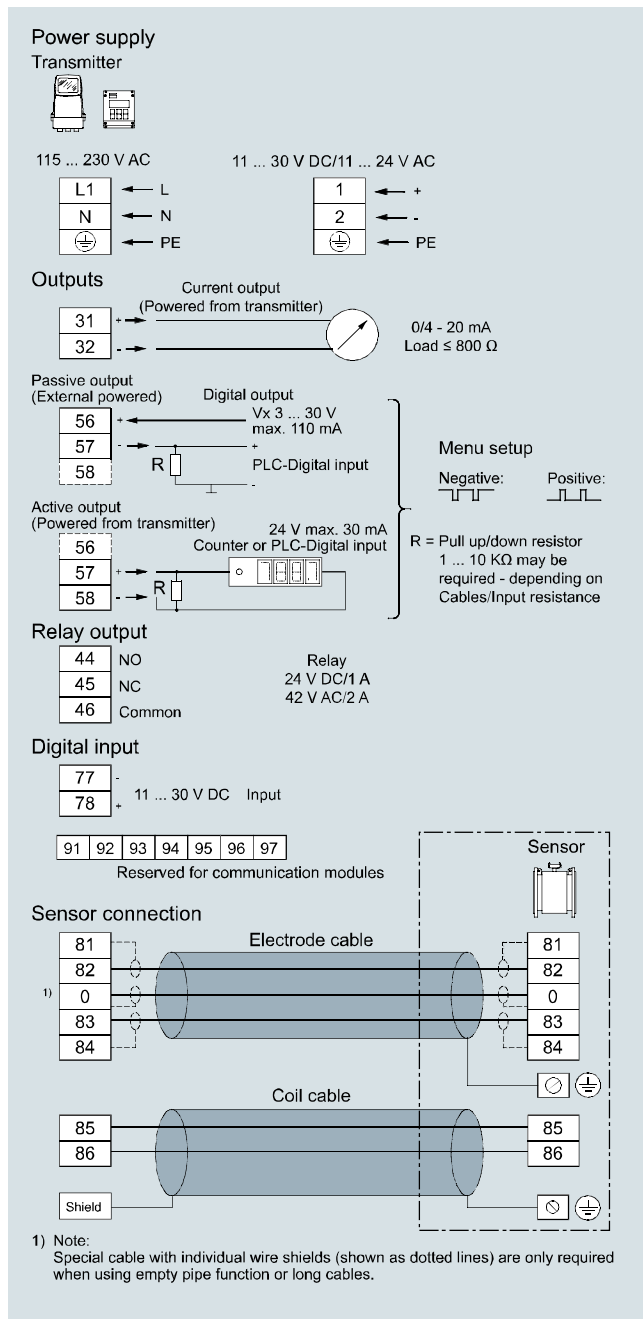 Power supply
Transmitter
115 ... 230 V AC
11 ... 30 V DC/11 ... 24 V AC
L1 L
N N
PE
1 +
2 -
PE
Outputs
Current output
(Powered from transmitter)
31 +
32 -
0/4 - 20 mA
Load ≤ 800 Ω
Passive output
(External powered)
Digital output
56 +
57 -
58
Vx 3 ... 30 V
max. 110 mA
+
R
PLC-Digital input
-
Menu setup
Negative: Positive:
Active output
(Powered from transmitter)
24 V max. 30 mA
Counter or PLC-Digital input
56
57 +
58 -
R
R = Pull up/down resistor
1 ... 10 KΩ may be
required - depending on
Cables/Input resistance
Relay output
44 NO
45 NC
46 Common
Relay
24 V DC/1 A
42 V AC/2 A
Digital input
77 -
78 +
11 ... 30 V DC Input
91 92 93 94 95 96 97
Reserved for communication modules
Sensor
Sensor connection
Electrode cable
81 81
82 82
1) 0 0
83 83
84 84
Coil cable
85 85
86 86
Shield
1) Note:
Special cable with individual wire shields (shown as dotted lines) are only required
when using empty pipe function or long cables.